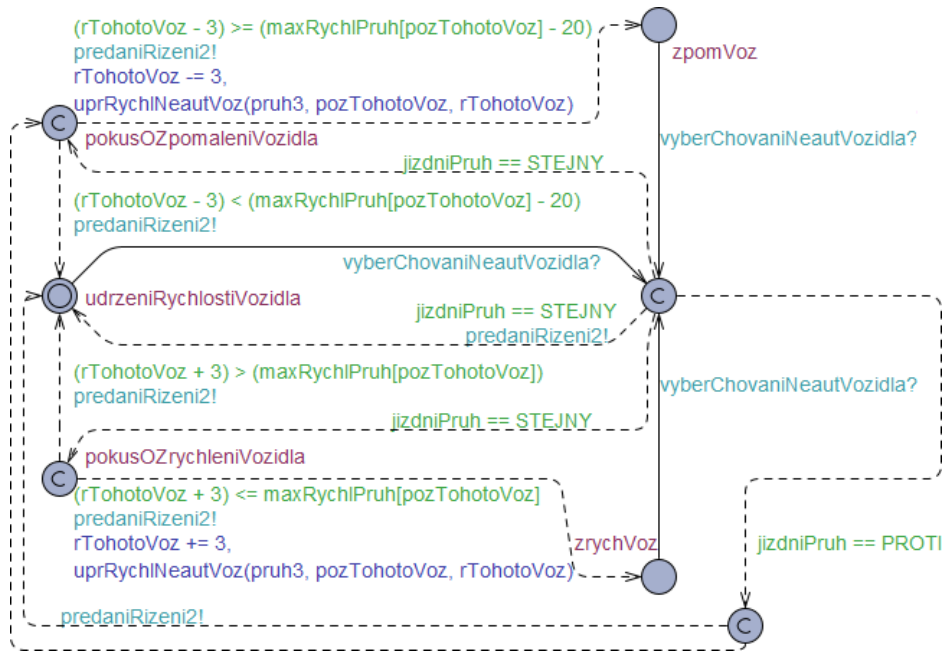 (rTohotoVoz - 3) >= (maxRychlPruh[pozTohotoVoz] - 20)
predaniRizeni2!
rTohotoVoz -= 3,
uprRychlNeautVoz(pruh3, pozTohotoVoz, rTohotoVoz)
zpomVoz
C
pokusOZpomaleniVozidla
vyberChovaniNeautVozidla?
jizdniPruh == STEJNY
(rTohotoVoz - 3) < (maxRychlPruh[pozTohotoVoz] - 20)
predaniRizeni2!
vyberChovaniNeautVozidla?
udrzeniRychlostiVozidla
C
jizdniPruh == STEJNY
predaniRizeni2!
(rTohotoVoz + 3) > (maxRychlPruh[pozTohotoVoz])
predaniRizeni2!
vyberChovaniNeautVozidla?
jizdniPruh == STEJNY
pokusOZrychleniVozidla
C
(rTohotoVoz + 3) <= maxRychlPruh[pozTohotoVoz]
predaniRizeni2!
rTohotoVoz += 3,
uprRychlNeautVoz(pruh3, pozTohotoVoz, rTohotoVoz)
zrychVoz
jizdniPruh == PROTI
predaniRizeni2!
C